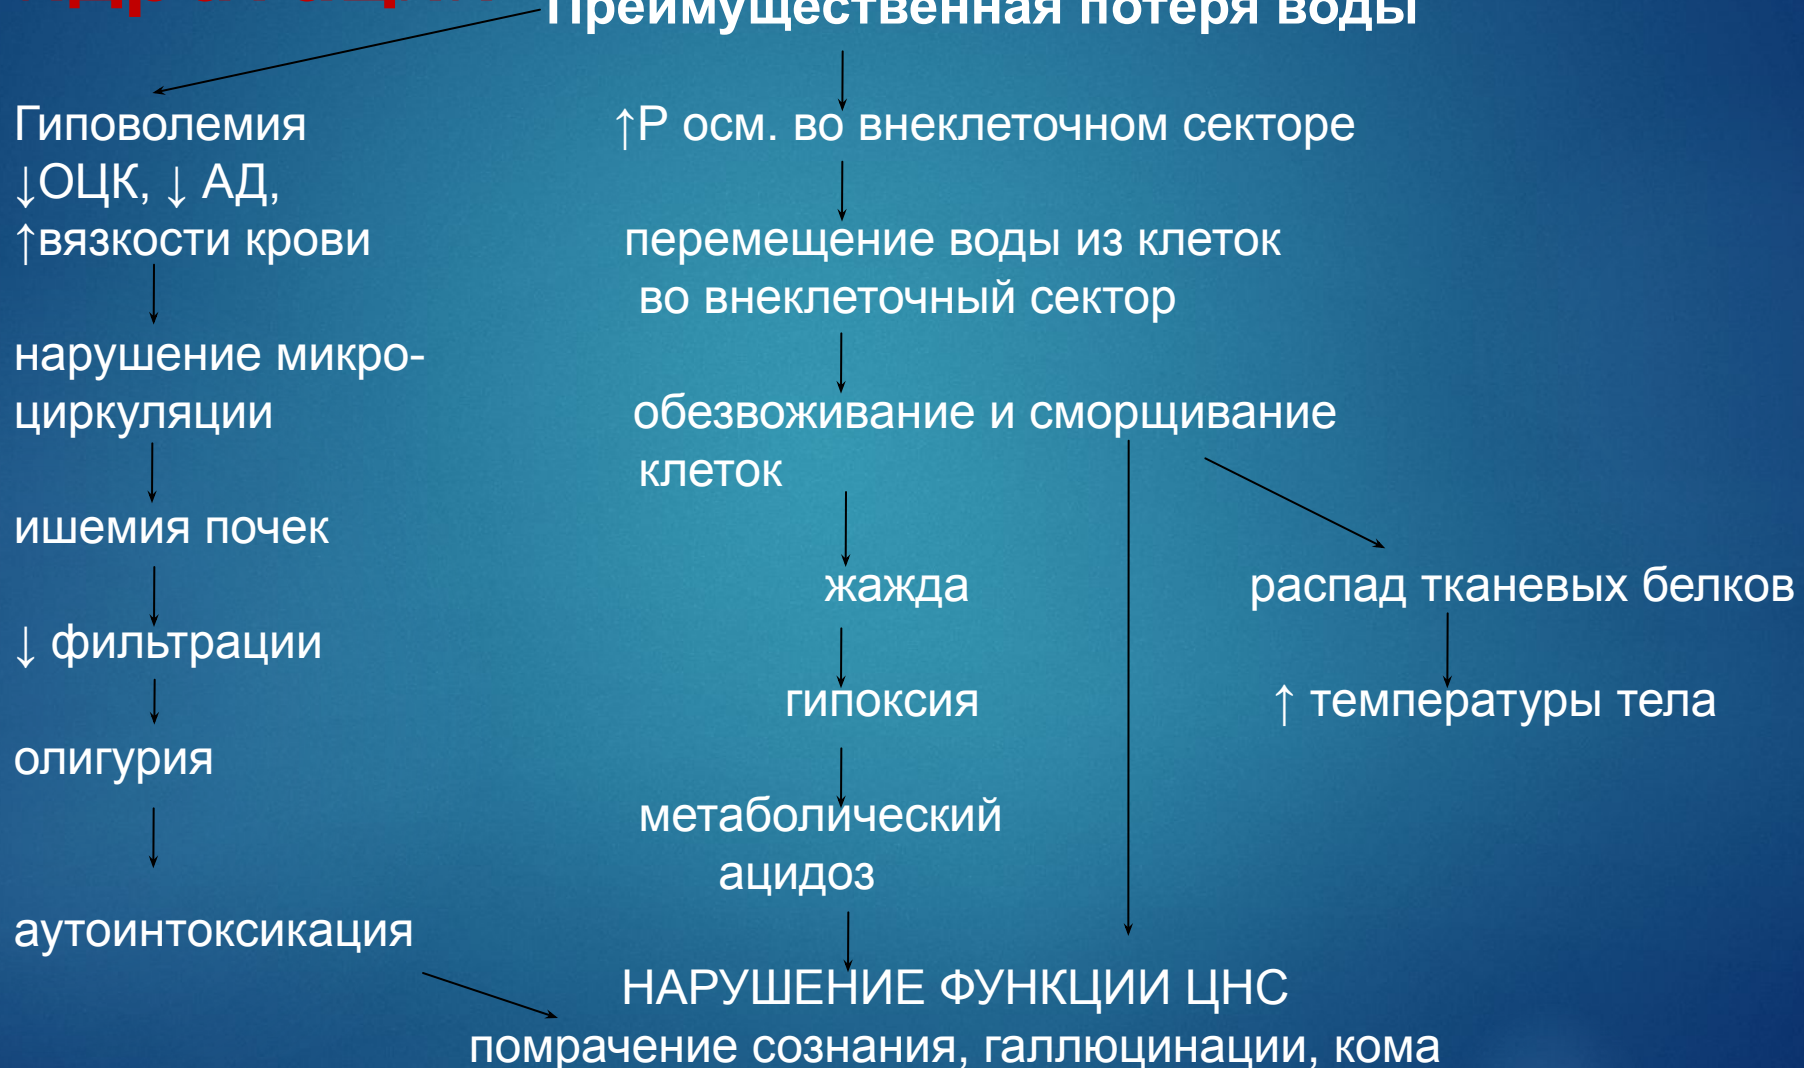 Преимущественная потеря воды
Гиповолемия
↓ОЦК, ↓ АД,
↑вязкости крови
нарушение микро-
циркуляции
ишемия почек
↓ фильтрации
олигурия
аутоинтоксикация
↑Р осм. во внеклеточном секторе
перемещение воды из клеток
во внеклеточный сектор
обезвоживание и сморщивание
клеток
жажда
гипоксия
метаболический
ацидоз
распад тканевых белков
↑ температуры тела
НАРУШЕНИЕ ФУНКЦИИ ЦНС
помрачение сознания, галлюцинации, кома